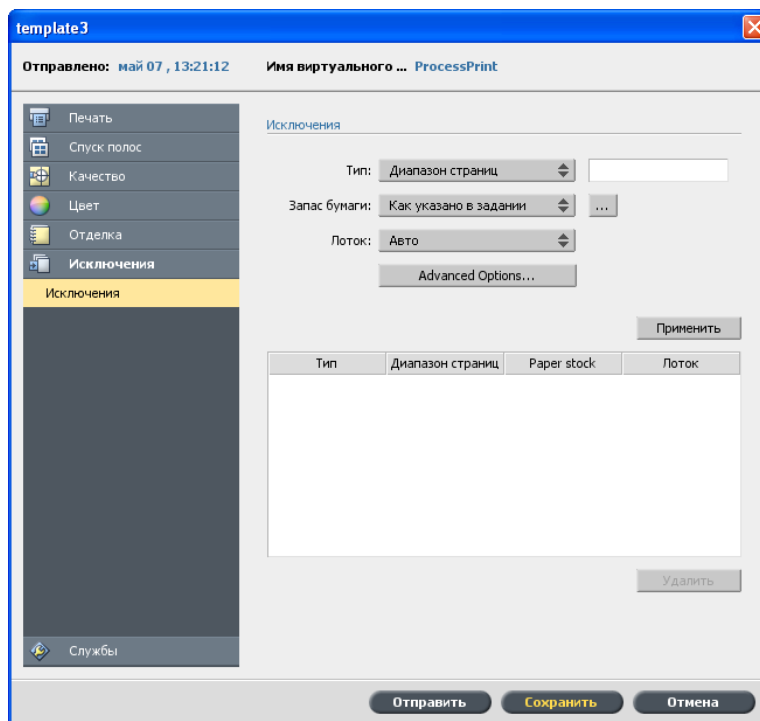 template3
Отправлено: май 07 , 13:21:12 Имя виртуального ... ProcessPrint
Печать
Спуск полос
Качество
Цвет
Отделка
Исключения
Исключения
Службы
Исключения
Тип: Диапазон страниц
Запас бумаги: Как указано в задании ...
Лоток: Авто
Advanced Options...
Применить
Тип Диапазон страниц Paper stock Лоток
Удалить
Отправить Сохранить Отмена